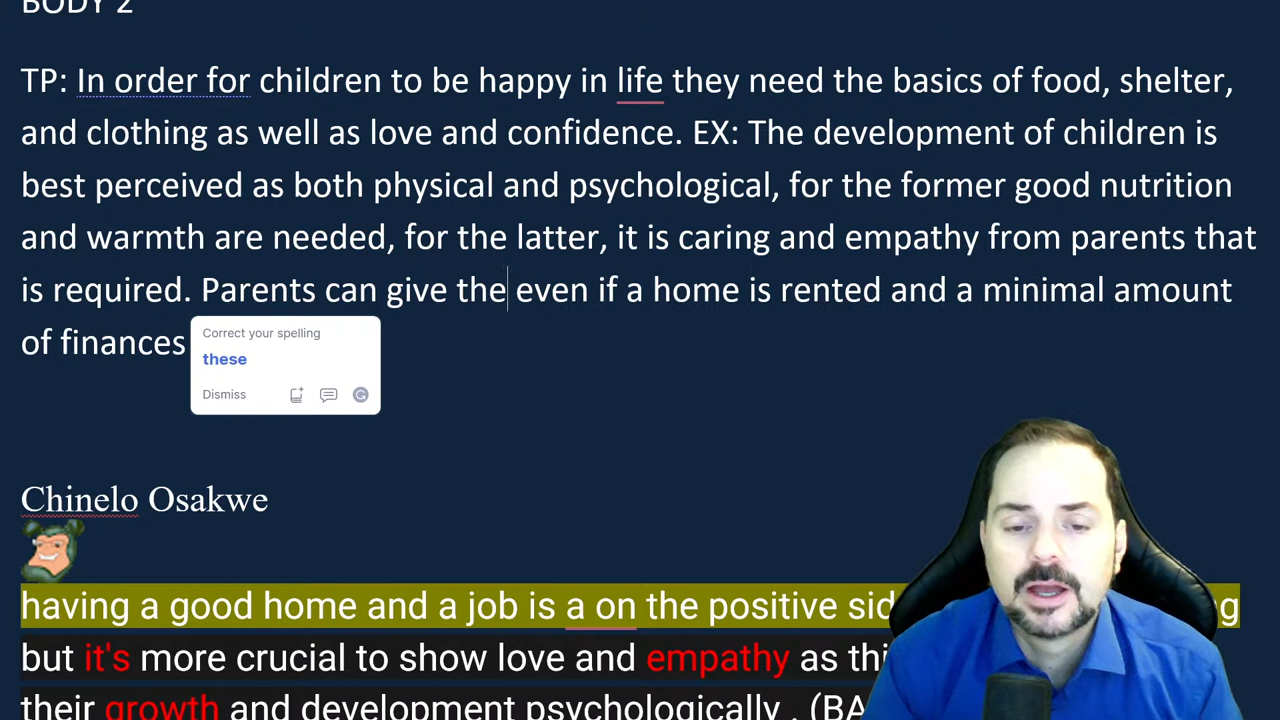 BODY 2
TP: In order for children to be happy in life they need the basics of food, shelter,
and clothing as well as love and confidence. EX: The development of children is
best perceived as both physical and psychological, for the former good nutrition
and warmth are needed, for the latter, it is caring and empathy from parents that
is required. Parents can give the even if a home is rented and a minimal amount
of finances
Correct your spelling
these
Dismiss
Chinelo Osakwe
having a good home and a job is a on the positive
but it's more crucial to show love and empathy as
their growth and development psychologically . (BA